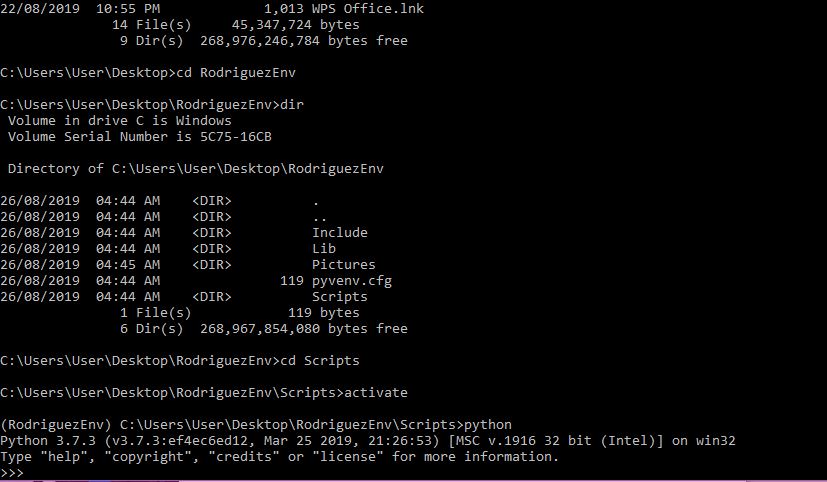 22/08/2019  10:55 PM             1,013 WPS Office.lnk
              14 File(s)     45,347,724 bytes
               9 Dir(s)  268,976,246,784 bytes free
C:\Users\User\Desktop>cd RodriguezEnv
C:\Users\User\Desktop\RodriguezEnv>dir
 Volume in drive C is Windows
 Volume Serial Number is 5C75-16CB
 Directory of C:\Users\User\Desktop\RodriguezEnv
26/08/2019  04:44 AM    <DIR>          .
26/08/2019  04:44 AM    <DIR>          ..
26/08/2019  04:44 AM    <DIR>          Include
26/08/2019  04:44 AM    <DIR>          Lib
26/08/2019  04:45 AM    <DIR>          Pictures
26/08/2019  04:44 AM               119 pyvenv.cfg
26/08/2019  04:44 AM    <DIR>          Scripts
               1 File(s)            119 bytes
               6 Dir(s)  268,967,854,080 bytes free
C:\Users\User\Desktop\RodriguezEnv>cd Scripts
C:\Users\User\Desktop\RodriguezEnv\Scripts>activate
(RodriguezEnv) C:\Users\User\Desktop\RodriguezEnv\Scripts>python
Python 3.7.3 (v3.7.3:ef4ec6ed12, Mar 25 2019, 21:26:53) [MSC v.1916 32 bit (Intel)] on win32
Type "help", "copyright", "credits" or "license" for more information.
>>>